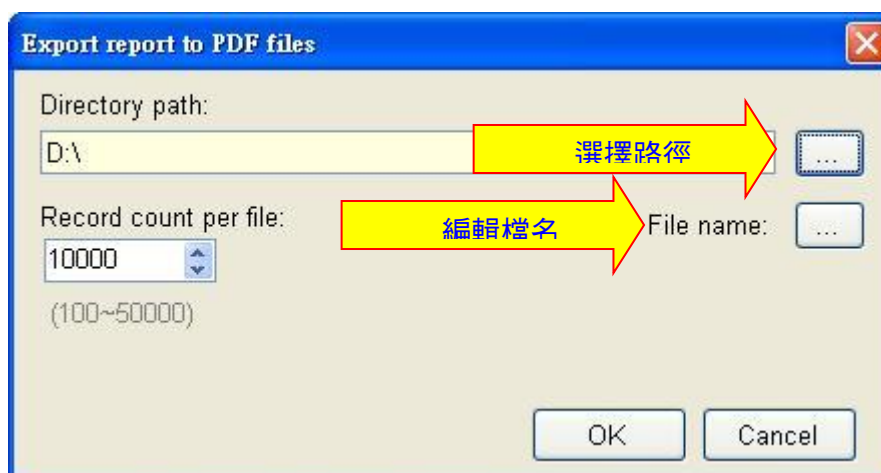 Export report to PDF files
Directory path:
D:\
選擇路徑
...
Record count per file:
編輯檔名
File name:
...
10000
(100~50000)
OK
Cancel